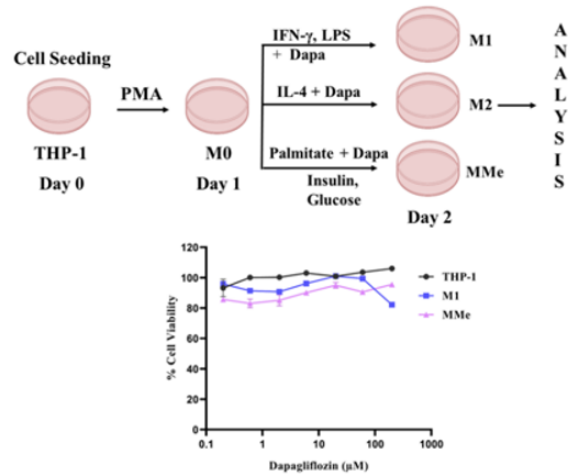 Cell Seeding
THP-1
Day 0
PMA
M0
Day 1
IFN-γ, LPS
+ Dapa
IL-4 + Dapa
Palmitate + Dapa
Insulin,
Glucose
M1
M2
MMe
Day 2
A
N
A
L
Y
S
I
S
120
100
80
60
40
20
0
% Cell Viability
0.1
1
10
100
1000
Dapagliflozin (µM)
THP-1
M1
MMe